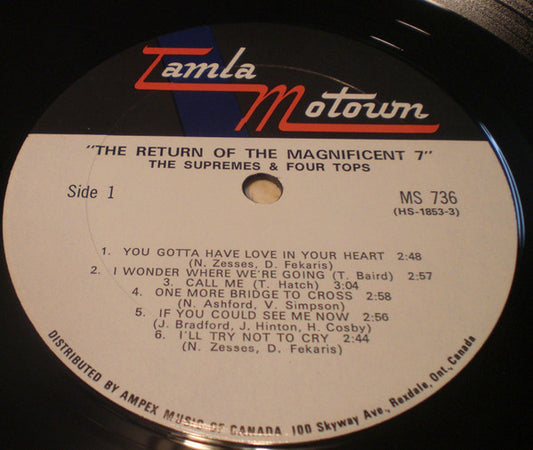 Tamla
Motown
"THE RETURN OF THE MAGNIFICENT 7"
THE SUPREMES & FOUR TOPS
Side 1
MS 736
(HS-1853-3)
1. YOU GOTTA HAVE LOVE IN YOUR HEART 2:48
(N. Zesses, D. Fekaris)
2. I WONDER WHERE WE'RE GOING (T. Baird) 2:57
3. CALL ME (T. Hatch) 3:04
4. ONE MORE BRIDGE TO CROSS 2:58
(N. Ashford, V. Simpson)
5. IF YOU COULD SEE ME NOW 2:56
(J. Bradford, J. Hinton, H. Cosby)
6. I'LL TRY NOT TO CRY 2:44
(N. Zesses, D. Fekaris)
DISTRIBUTED BY AMPEX MUSIC OF CANADA 100 Skyway Ave., Rexdale, Ont., Canada